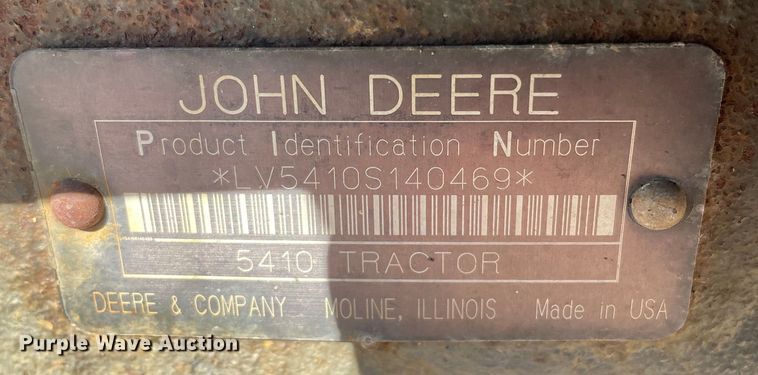 JOHN DEERE
Product Identification Number
*LV5410S140469*
5410 TRACTOR
DEERE & COMPANY MOLINE, ILLINOIS Made in USA
Purple Wave Auction